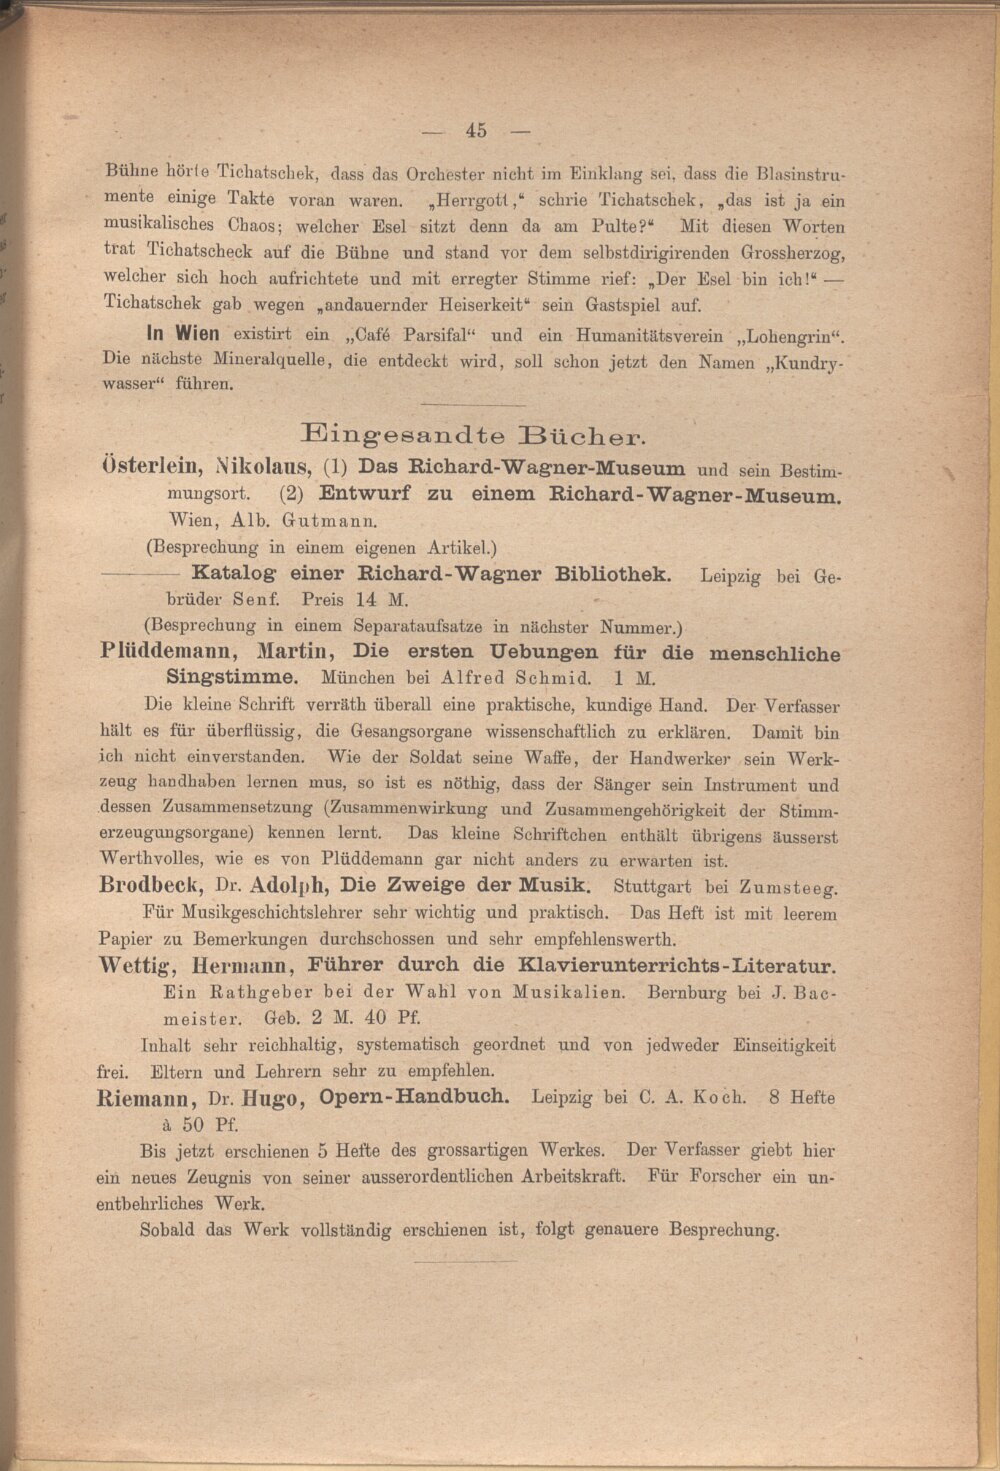 — 45 —
Bühne hörte Tichatschek, dass das Orchester nicht im Einklang sei, dass die Blasinstru-
mente einige Takte voran waren. „Herrgott,“ schrie Tichatschek, „das ist ja ein
musikalisches Chaos; welcher Esel sitzt denn da am Pulte?“ Mit diesen Worten
trat Tichatscheck auf die Bühne und stand vor dem selbstdirigirenden Grossherzog,
welcher sich hoch aufrichtete und mit erregter Stimme rief: „Der Esel bin ich!“ —
Tichatschek gab wegen „andauernder Heiserkeit“ sein Gastspiel auf.
In Wien existirt ein „Café Parsifal“ und ein Humanitätsverein „Lohengrin“.
Die nächste Mineralquelle, die entdeckt wird, soll schon jetzt den Namen „Kundry-
wasser“ führen.
Eingesandte Bücher.
Österlein, Nikolaus, (1) Das Richard-Wagner-Museum und sein Bestim-
mungsort. (2) Entwurf zu einem Richard-Wagner-Museum.
Wien, Alb. Gutmann.
(Besprechung in einem eigenen Artikel.)
——— Katalog einer Richard-Wagner Bibliothek. Leipzig bei Ge-
brüder Senf. Preis 14 M.
(Besprechung in einem Separataufsatze in nächster Nummer.)
Plüddemann, Martin, Die ersten Uebungen für die menschliche
Singstimme. München bei Alfred Schmid. 1 M.
Die kleine Schrift verräth überall eine praktische, kundige Hand. Der Verfasser
hält es für überflüssig, die Gesangsorgane wissenschaftlich zu erklären. Damit bin
ich nicht einverstanden. Wie der Soldat seine Waffe, der Handwerker sein Werk-
zeug handhaben lernen mus, so ist es nöthig, dass der Sänger sein Instrument und
dessen Zusammensetzung (Zusammenwirkung und Zusammengehörigkeit der Stimm-
erzeugungsorgane) kennen lernt. Das kleine Schriftchen enthält übrigens äusserst
Werthvolles, wie es von Plüddemann gar nicht anders zu erwarten ist.
Brodbeck, Dr. Adolph, Die Zweige der Musik. Stuttgart bei Zumsteeg.
Für Musikgeschichtslehrer sehr wichtig und praktisch. Das Heft ist mit leerem
Papier zu Bemerkungen durchschossen und sehr empfehlenswerth.
Wettig, Hermann, Führer durch die Klavierunterrichts-Literatur.
Ein Rathgeber bei der Wahl von Musikalien. Bernburg bei J. Bac-
meister. Geb. 2 M. 40 Pf.
Inhalt sehr reichhaltig, systematisch geordnet und von jedweder Einseitigkeit
frei. Eltern und Lehrern sehr zu empfehlen.
Riemann, Dr. Hugo, Opern-Handbuch. Leipzig bei C. A. Koch. 8 Hefte
à 50 Pf.
Bis jetzt erschienen 5 Hefte des grossartigen Werkes. Der Verfasser giebt hier
ein neues Zeugnis von seiner ausserordentlichen Arbeitskraft. Für Forscher ein un-
entbehrliches Werk.
Sobald das Werk vollständig erschienen ist, folgt genauere Besprechung.